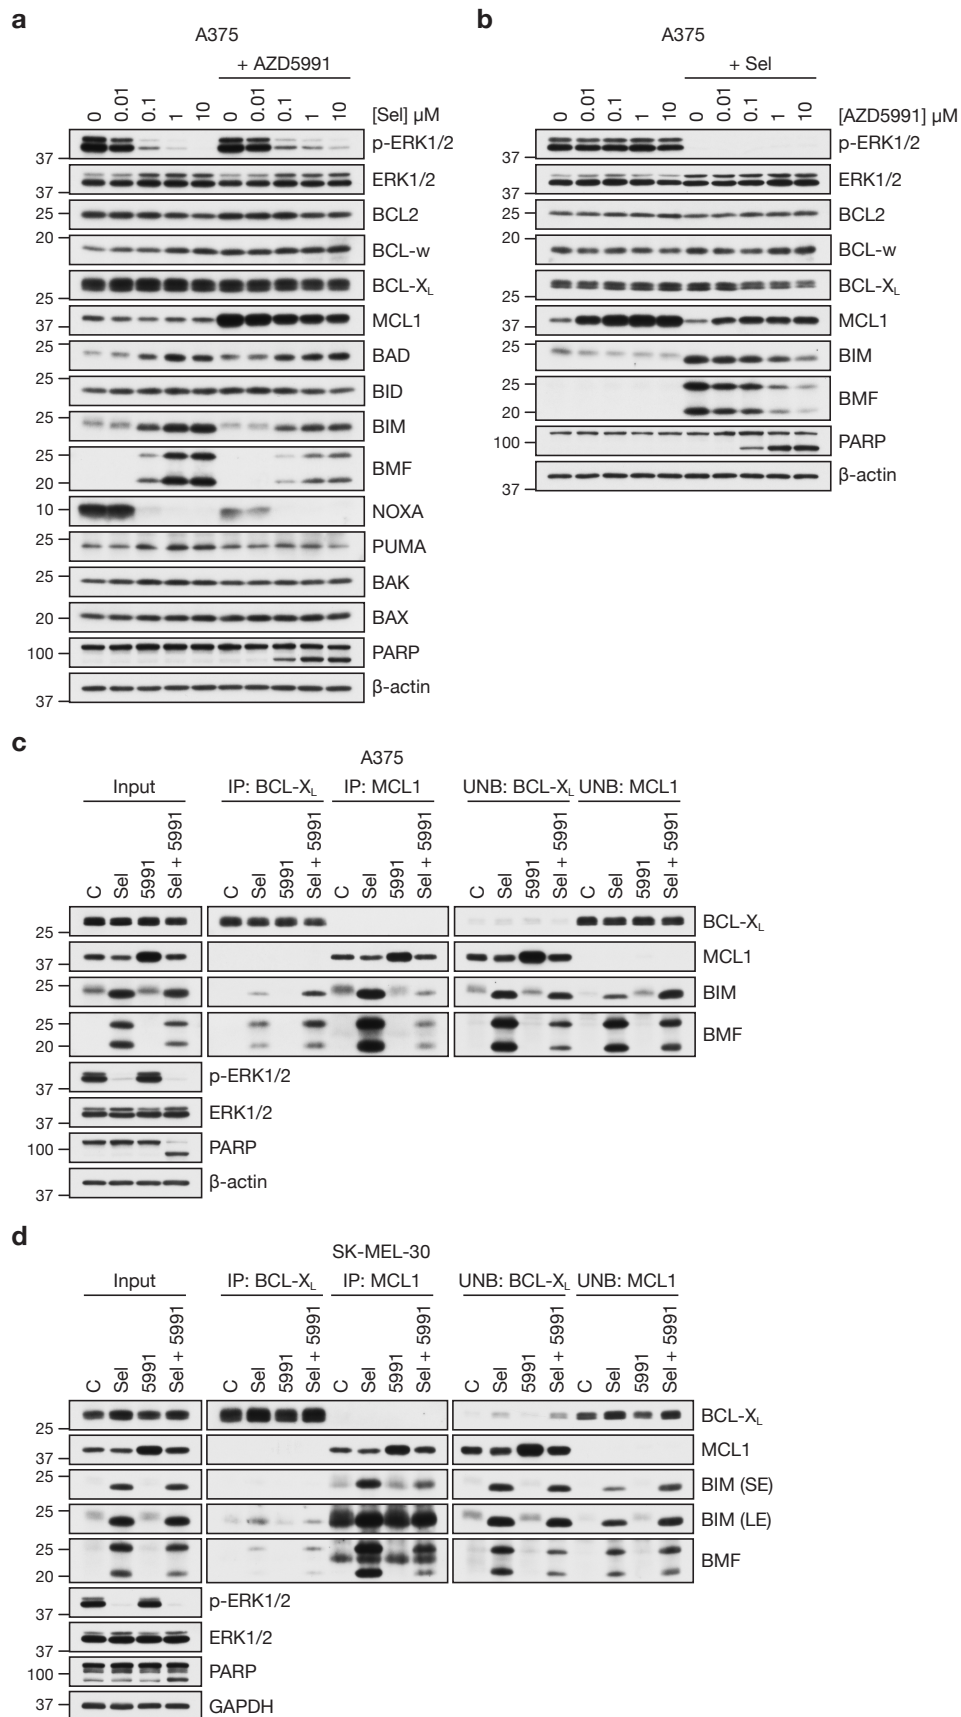 a
A375
+ AZD5991
0 0.01 0.1 1 10 0 0.01 0.1 1 10 [Sel] µM
37 p-ERK1/2
37 ERK1/2
25 BCL2
20 BCL-w
25 BCL-XL
37 MCL1
25 BAD
25 BID
25 BIM
25 20 BMF
10 NOXA
25 PUMA
25 BAK
20 BAX
100 PARP
37 β-actin
b
A375
+ Sel
0 0.01 0.1 1 10 0 0.01 0.1 1 10 [AZD5991] µM
37 p-ERK1/2
37 ERK1/2
25 BCL2
20 BCL-w
25 BCL-XL
37 MCL1
25 BIM
25 20 BMF
100 PARP
37 β-actin
c
A375
Input IP: BCL-XL IP: MCL1 UNB: BCL-XL UNB: MCL1
C Sel 5991 Sel + 5991 C Sel 5991 Sel + 5991 C Sel 5991 Sel + 5991 C Sel 5991 Sel + 5991 C Sel 5991 Sel + 5991
25 BCL-XL
37 MCL1
25 BIM
25 20 BMF
37 p-ERK1/2
37 ERK1/2
100 PARP
37 β-actin
d
SK-MEL-30
Input IP: BCL-XL IP: MCL1 UNB: BCL-XL UNB: MCL1
C Sel 5991 Sel + 5991 C Sel 5991 Sel + 5991 C Sel 5991 Sel + 5991 C Sel 5991 Sel + 5991 C Sel 5991 Sel + 5991
25 BCL-XL
37 MCL1
25 BIM (SE)
25 BIM (LE)
25 20 BMF
37 p-ERK1/2
37 ERK1/2
100 PARP
37 GAPDH